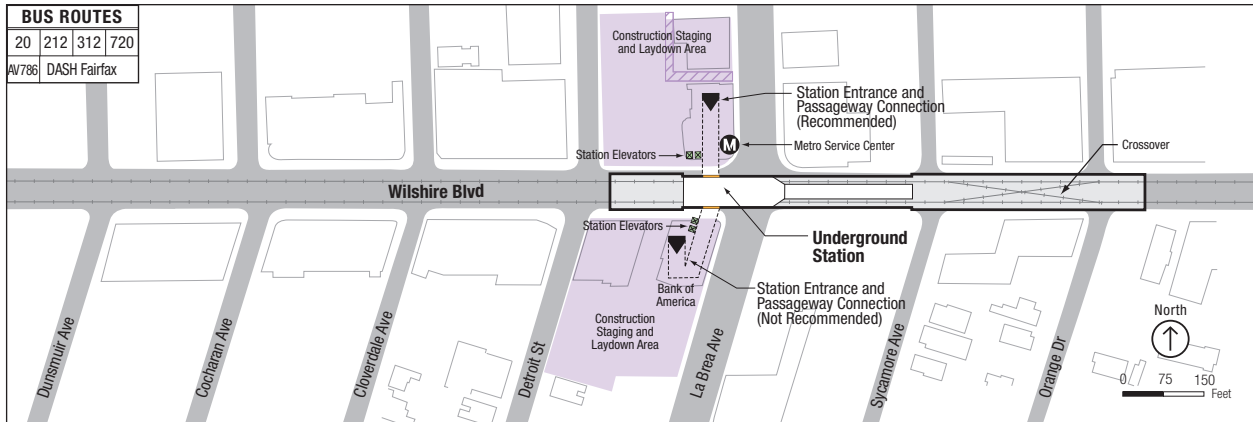 BUS ROUTES
20 212 312 720
AV786 DASH Fairfax
Construction Staging
and Laydown Area
Station Entrance and
Passageway Connection
(Recommended)
M
Metro Service Center
Station Elevators
Crossover
Wilshire Blvd
Station Elevators
Underground
Station
Bank of
America
Station Entrance and
Passageway Connection
(Not Recommended)
Construction
Staging and
Laydown Area
Dunsmuir Ave
Cocharan Ave
Cloverdale Ave
Detroit St
La Brea Ave
Sycamore Ave
Orange Dr
North
0 75 150
Feet